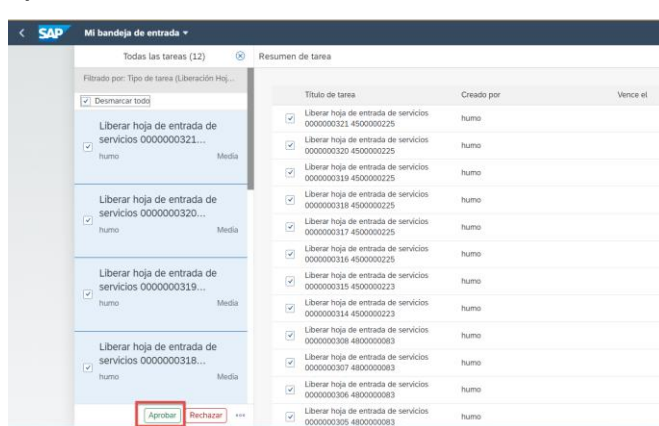 SAP Mi bandeja de entrada
Todas las tareas (12)
Resumen de tarea
Filtrado por: Tipo de tarea (Liberación Hoj...
Desmarcar todo
Liberar hoja de entrada de
servicios 0000000321...
humo Media
Liberar hoja de entrada de
servicios 0000000320...
humo Media
Liberar hoja de entrada de
servicios 0000000319...
humo Media
Liberar hoja de entrada de
servicios 0000000318...
humo Media
Aprobar Rechazar
Título de tarea Creado por Vence el
Liberar hoja de entrada de servicios
0000000321 4500000225
humo
Liberar hoja de entrada de servicios
0000000320 4500000225
humo
Liberar hoja de entrada de servicios
0000000319 4500000225
humo
Liberar hoja de entrada de servicios
0000000318 4500000225
humo
Liberar hoja de entrada de servicios
0000000317 4500000225
humo
Liberar hoja de entrada de servicios
0000000316 4500000225
humo
Liberar hoja de entrada de servicios
0000000315 4500000223
humo
Liberar hoja de entrada de servicios
0000000314 4500000223
humo
Liberar hoja de entrada de servicios
0000000308 4800000083
humo
Liberar hoja de entrada de servicios
0000000307 4800000083
humo
Liberar hoja de entrada de servicios
0000000306 4800000083
humo
Liberar hoja de entrada de servicios
0000000305 4800000083
humo